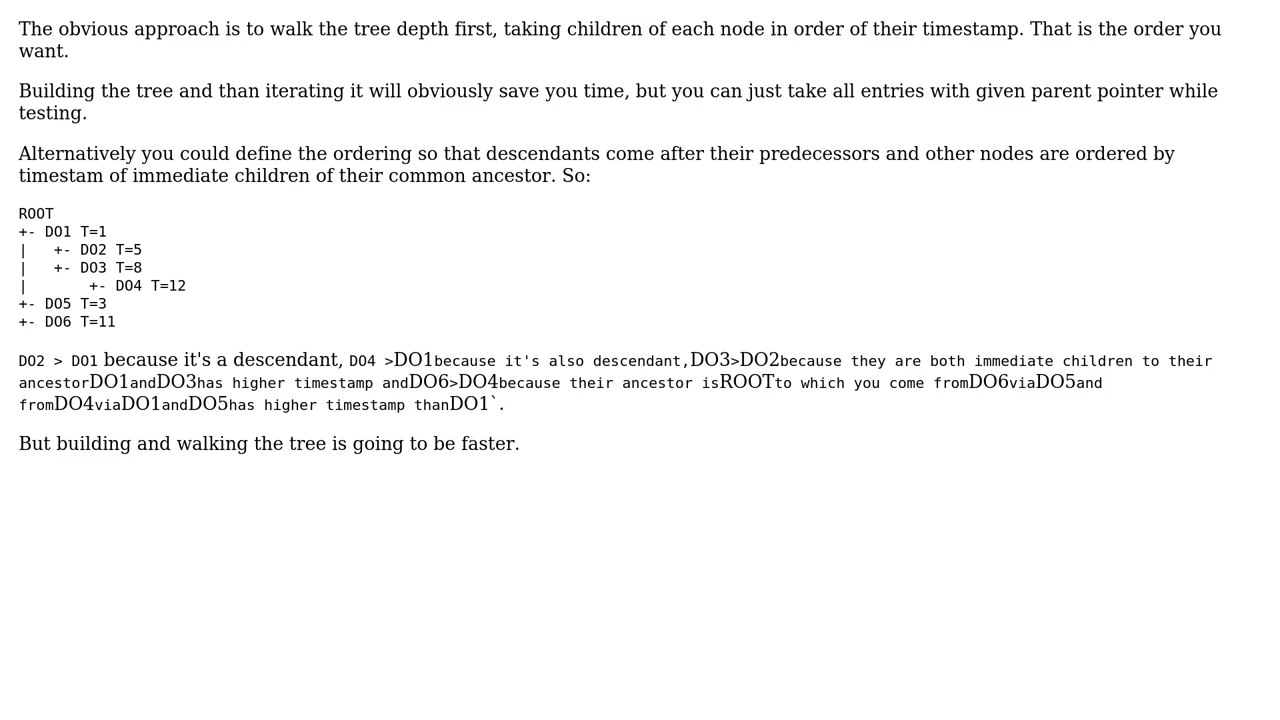 The obvious approach is to walk the tree depth first, taking children of each node in order of their timestamp. That is the order you
want.
Building the tree and than iterating it will obviously save you time, but you can just take all entries with given parent pointer while
testing.
Alternatively you could define the ordering so that descendants come after their predecessors and other nodes are ordered by
timestam of immediate children of their common ancestor. So:
ROOT
+- DO1 T=1
|   +- DO2 T=5
|   +- DO3 T=8
|       +- DO4 T=12
+- DO5 T=3
+- DO6 T=11
DO2 > DO1 because it's a descendant, DO4 >DO1because it's also descendant,DO3>DO2because they are both immediate children to their
ancestorDO1andDO3has higher timestamp andDO6>DO4because their ancestor isROOTto which you come fromDO6viaDO5and
fromDO4viaDO1andDO5has higher timestamp thanDO1`.
But building and walking the tree is going to be faster.